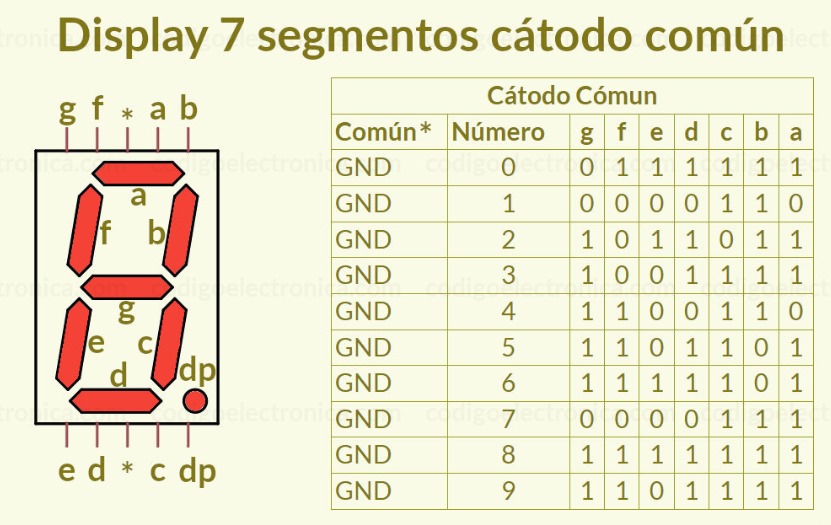 Display 7 segmentos cátodo común
g f * a b
a
f b
g
e c
d dp
e d * c dp
Cátodo Cómun
Común* Número g f e d c b a
GND 0 0 1 1 1 1 1 1
GND 1 0 0 0 0 1 1 0
GND 2 1 0 1 1 0 1 1
GND 3 1 0 0 1 1 1 1
GND 4 1 1 0 0 1 1 0
GND 5 1 1 0 1 1 0 1
GND 6 1 1 1 1 1 0 1
GND 7 0 0 0 0 1 1 1
GND 8 1 1 1 1 1 1 1
GND 9 1 1 0 1 1 1 1
codigoelectronica.com